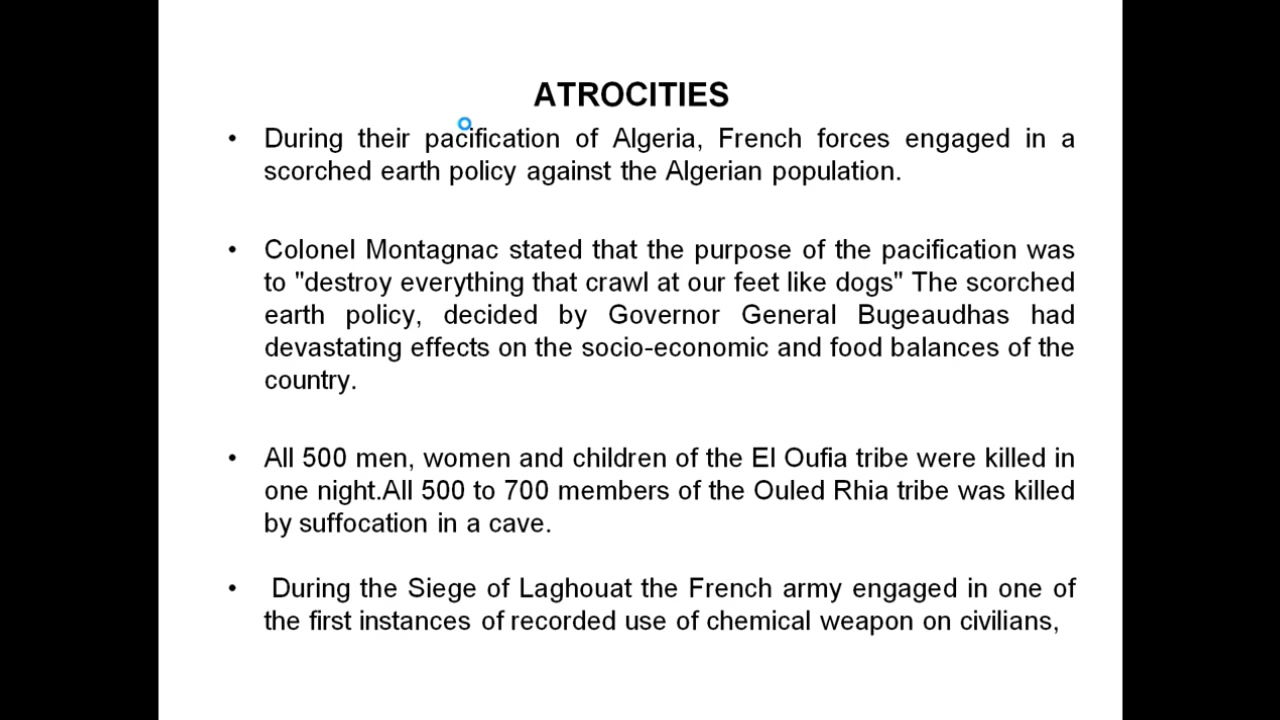 ATROCITIES
• During their pacification of Algeria, French forces engaged in a
scorched earth policy against the Algerian population.
• Colonel Montagnac stated that the purpose of the pacification was
to "destroy everything that crawl at our feet like dogs" The scorched
earth policy, decided by Governor General Bugeaudhas had
devastating effects on the socio-economic and food balances of the
country.
• All 500 men, women and children of the El Oufia tribe were killed in
one night.All 500 to 700 members of the Ouled Rhia tribe was killed
by suffocation in a cave.
• During the Siege of Laghouat the French army engaged in one of
the first instances of recorded use of chemical weapon on civilians,